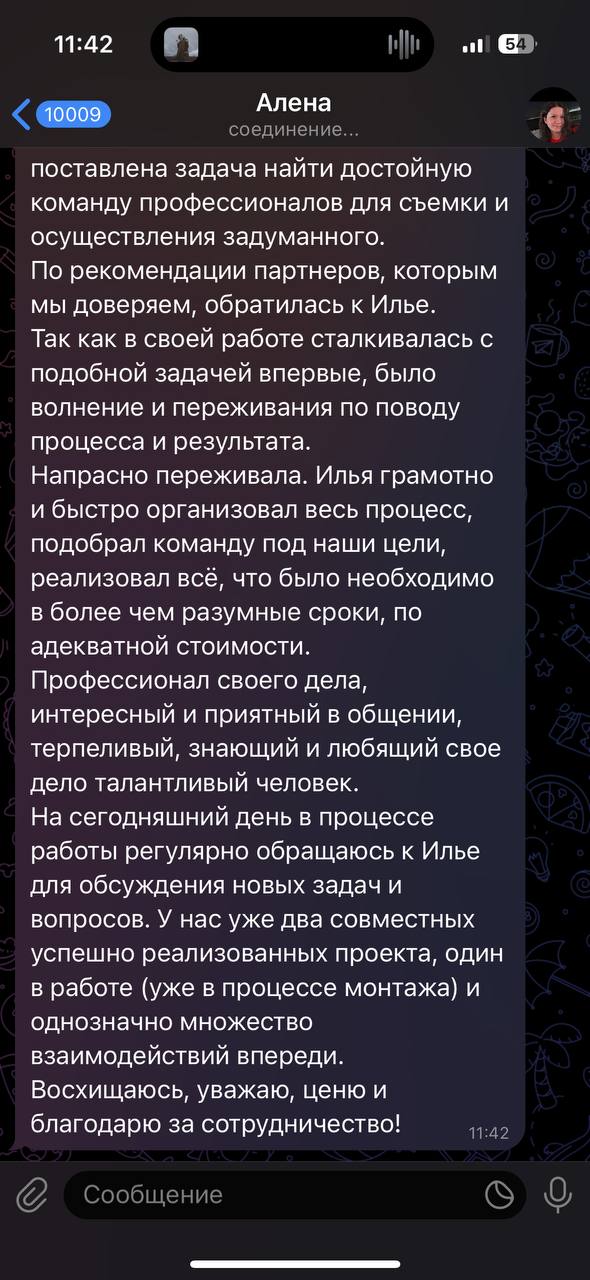 11:42
54
10009
Алена
соединение...
поставлена задача найти достойную
команду профессионалов для съемки и
осуществления задуманного.
По рекомендации партнеров, которым
мы доверяем, обратилась к Илье.
Так как в своей работе сталкивалась с
подобной задачей впервые, было
волнение и переживания по поводу
процесса и результата.
Напрасно переживала. Илья грамотно
и быстро организовал весь процесс,
подобрал команду под наши цели,
реализовал всё, что было необходимо
в более чем разумные сроки, по
адекватной стоимости.
Профессионал своего дела,
интересный и приятный в общении,
терпеливый, знающий и любящий свое
дело талантливый человек.
На сегодняшний день в процессе
работы регулярно обращаюсь к Илье
для обсуждения новых задач и
вопросов. У нас уже два совместных
успешно реализованных проекта, один
в работе (уже в процессе монтажа) и
однозначно множество
взаимодействий впереди.
Восхищаюсь, уважаю, ценю и
благодарю за сотрудничество!
11:42
Сообщение